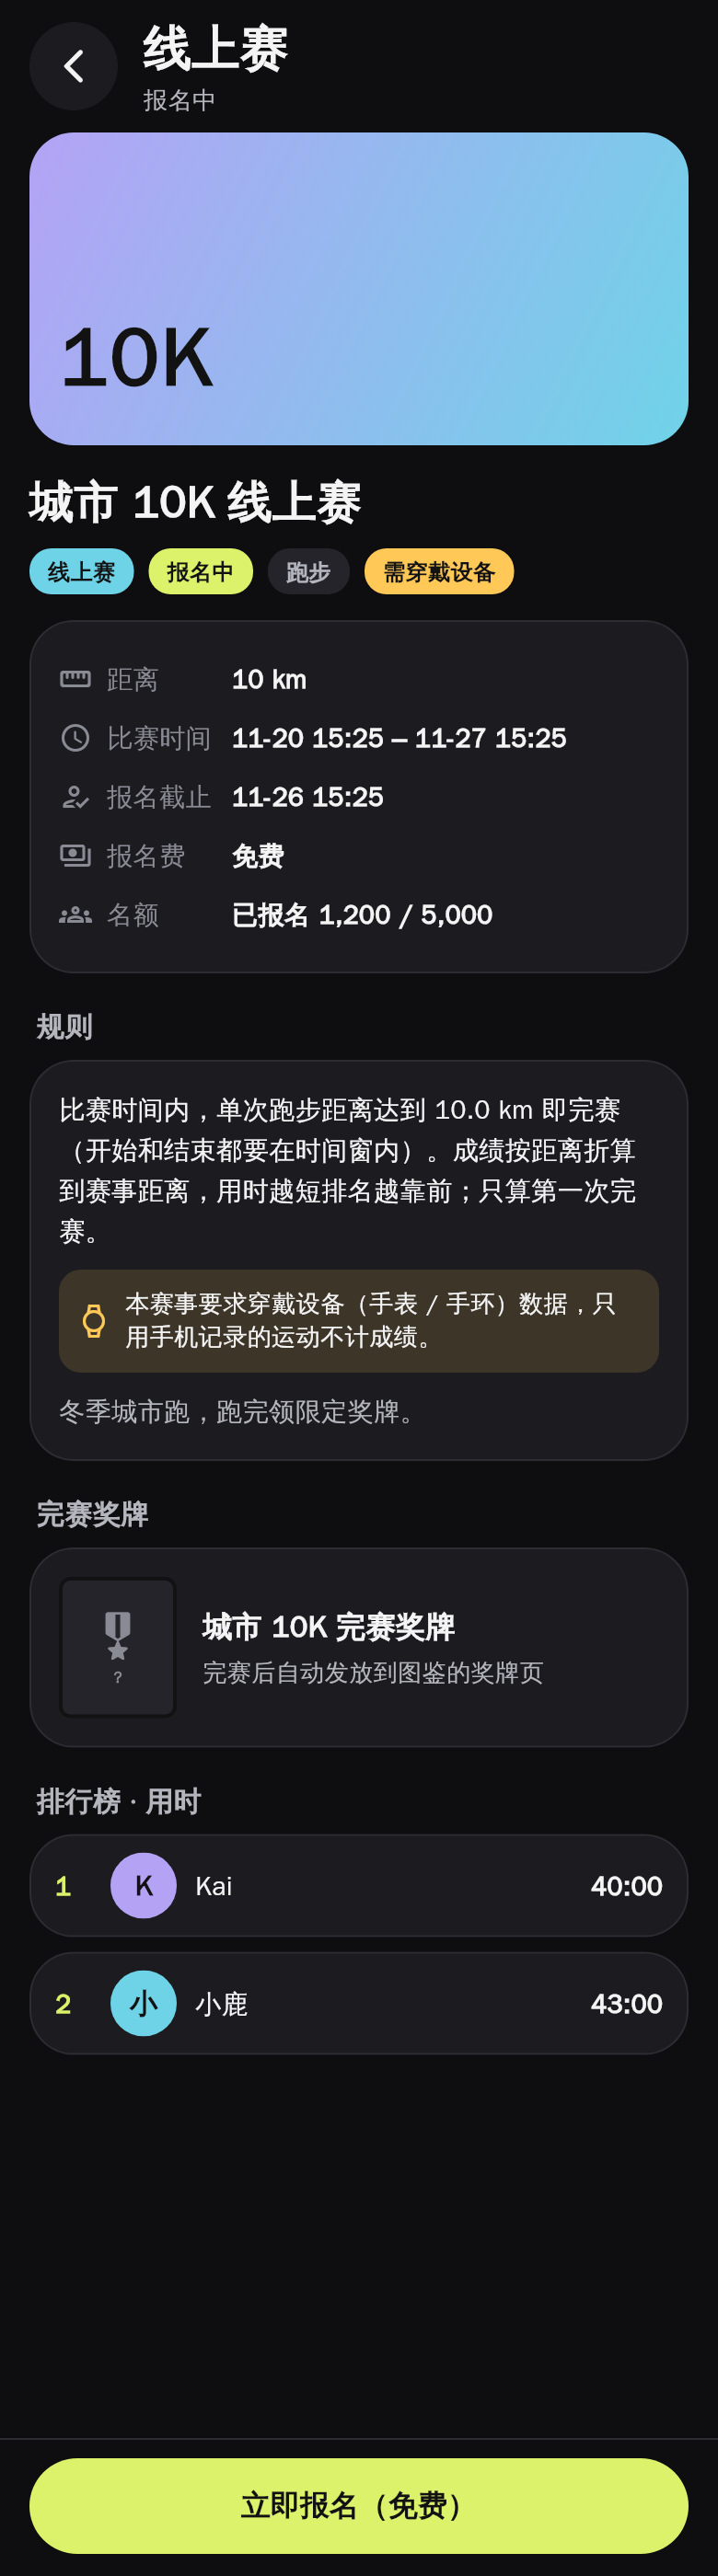 线上赛
报名中
10K
城市 10K 线上赛
线上赛 报名中 跑步 需穿戴设备
距离 10 km
比赛时间 11-20 15:25 – 11-27 15:25
报名截止 11-26 15:25
报名费 免费
名额 已报名 1,200 / 5,000
规则
比赛时间内，单次跑步距离达到 10.0 km 即完赛
（开始和结束都要在时间窗内）。成绩按距离折算
到赛事距离，用时越短排名越靠前；只算第一次完
赛。
本赛事要求穿戴设备（手表 / 手环）数据，只
用手机记录的运动不计成绩。
冬季城市跑，跑完领限定奖牌。
完赛奖牌
?
城市 10K 完赛奖牌
完赛后自动发放到图鉴的奖牌页
排行榜 · 用时
1 K Kai 40:00
2 小 小鹿 43:00
立即报名（免费）